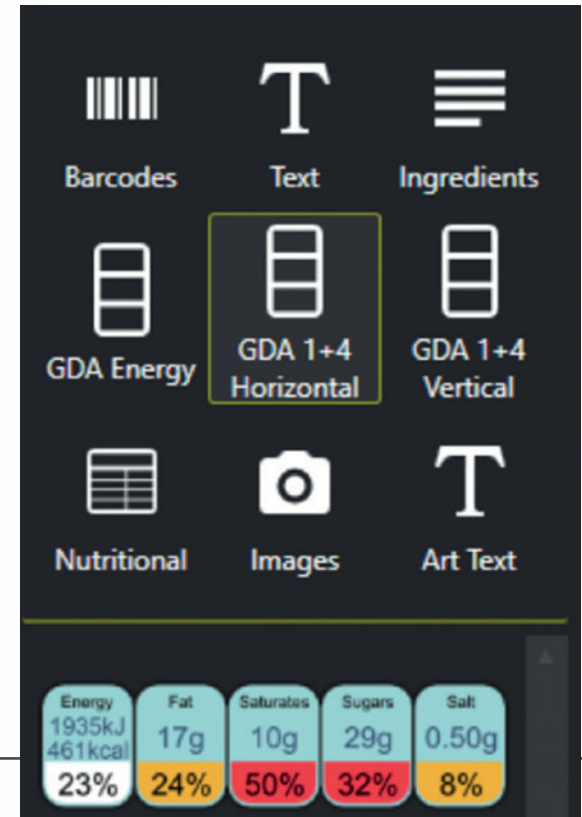 Barcodes Text Ingredients
GDA Energy
GDA 1+4
Horizontal
GDA 1+4
Vertical
Nutritional Images Art Text
Energy Fat Saturates Sugars Salt
1935kJ
461kcal
17g 10g 29g 0.50g
23% 24% 50% 32% 8%